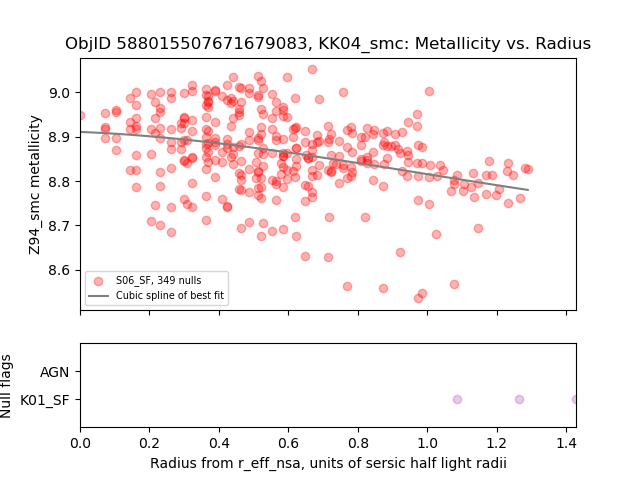 ObjID 588015507671679083, KK04_smc: Metallicity vs. Radius
9.0
8.9
8.8
8.7
8.6
Z94_smc metallicity
S06_SF, 349 nulls
Cubic spline of best fit
AGN
K01_SF
Null flags
0.0 0.2 0.4 0.6 0.8 1.0 1.2 1.4
Radius from r_eff_nsa, units of sersic half light radii